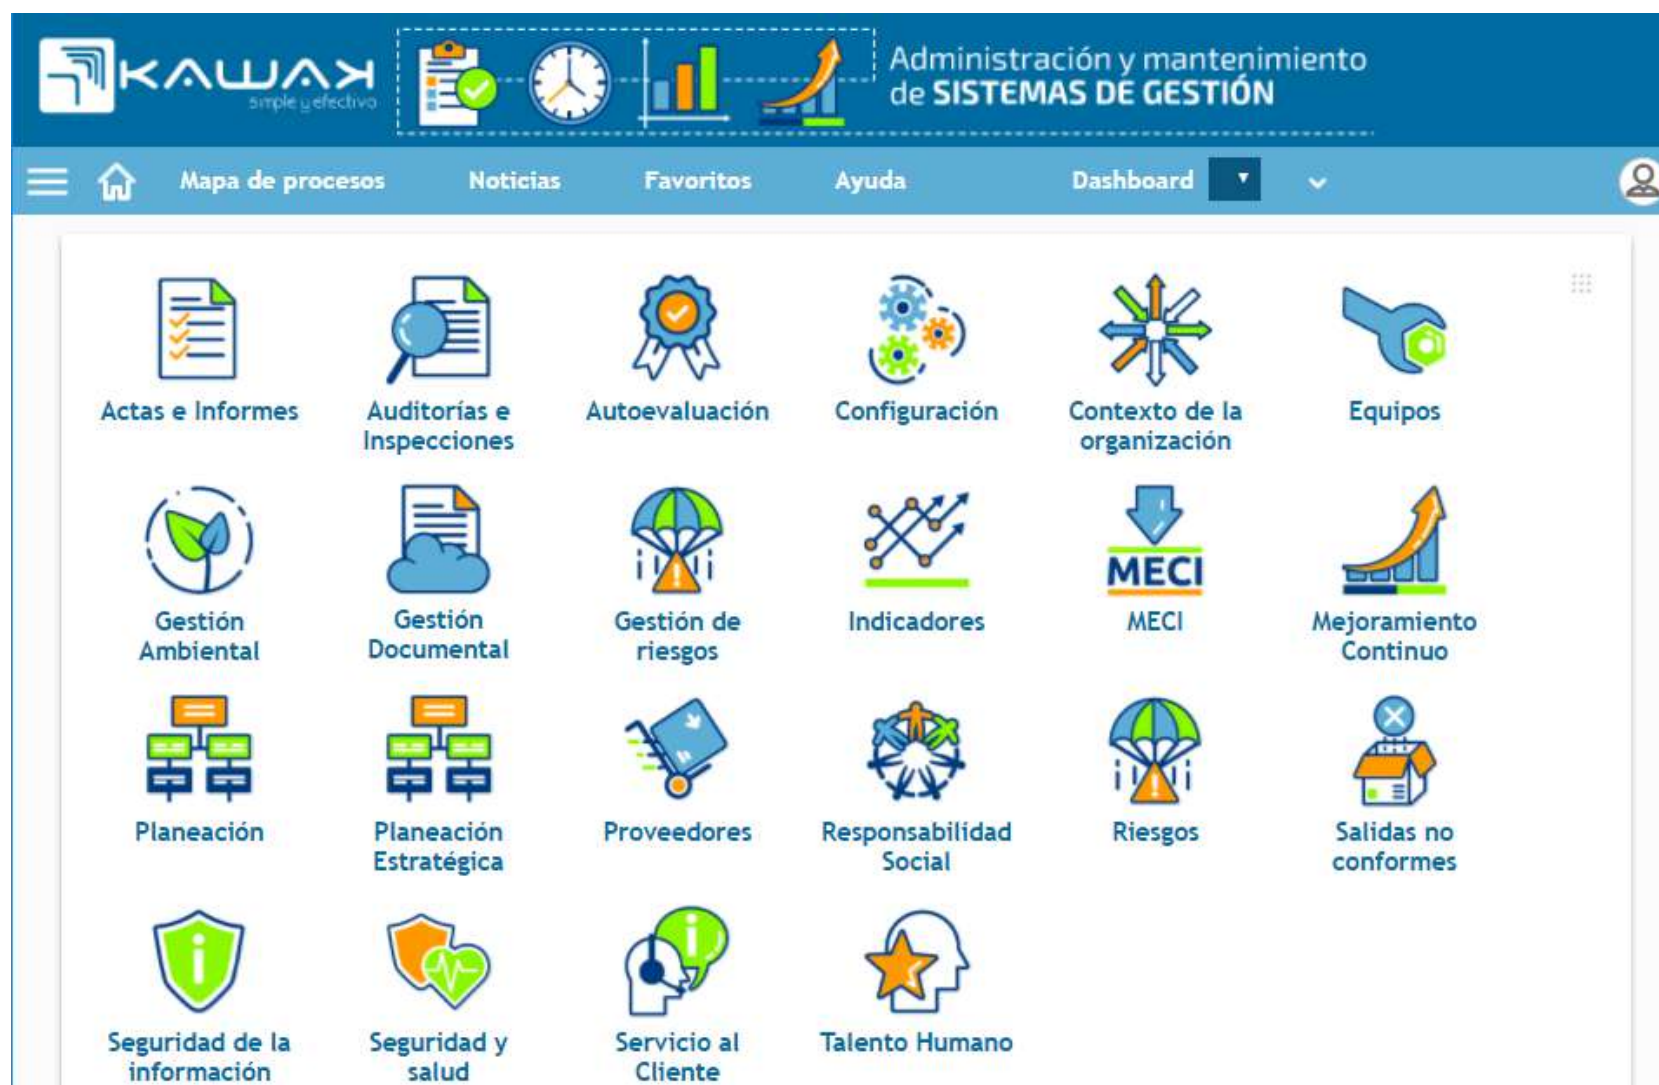 KAWAK
simple y efectivo
Administración y mantenimiento
de SISTEMAS DE GESTIÓN
Mapa de procesos Noticias Favoritos Ayuda Dashboard
Actas e Informes
Auditorías e
Inspecciones
Autoevaluación
Configuración
Contexto de la
organización
Equipos
Gestión
Ambiental
Gestión
Documental
Gestión de
riesgos
Indicadores
MECI
MECI
Mejoramiento
Continuo
Planeación
Planeación
Estratégica
Proveedores
Responsabilidad
Social
Riesgos
Salidas no
conformes
Seguridad de la
información
Seguridad y
salud
Servicio al
Cliente
Talento Humano